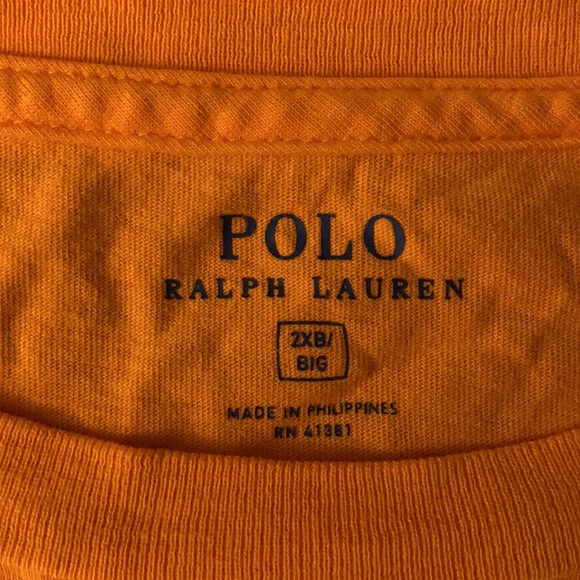 POLO
RALPH LAUREN
2XB/
BIG
MADE IN PHILIPPINES
RN 41381